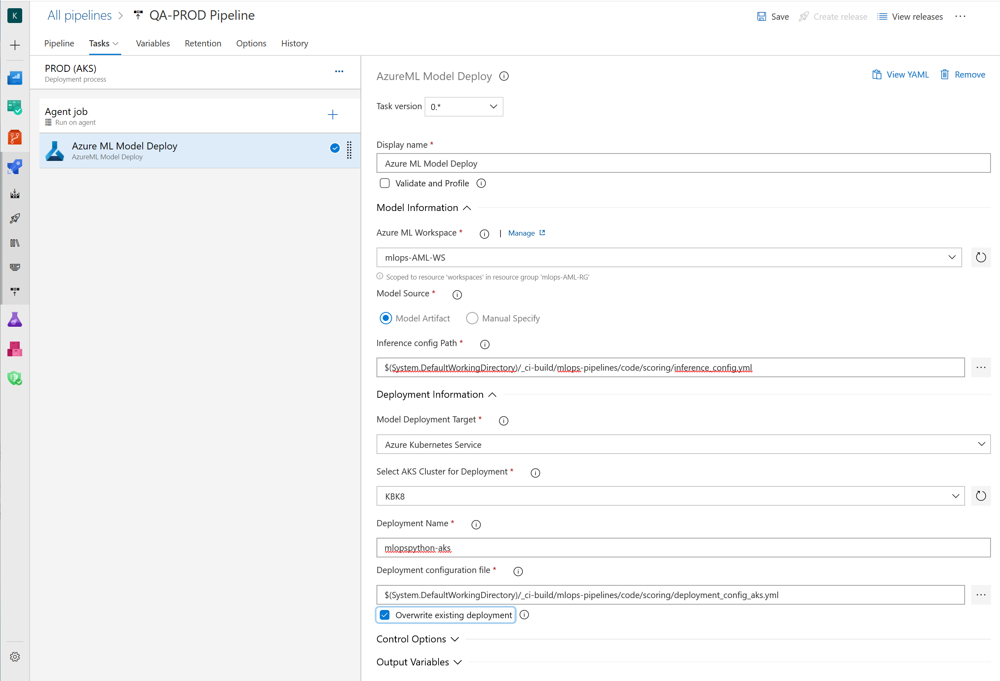 K
All pipelines > QA-PROD Pipeline
Save
Create release
View releases
...
Pipeline
Tasks
Variables
Retention
Options
History
PROD (AKS)
Deployment process
...
Agent job
Run on agent
Azure ML Model Deploy
AzureML Model Deploy
AzureML Model Deploy
View YAML
Remove
Task version
0.*
Display name *
Azure ML Model Deploy
Validate and Profile
Model Information
Azure ML Workspace *
| Manage
mlops-AML-WS
Scoped to resource 'workspaces' in resource group 'mlops-AML-RG'
Model Source *
Model Artifact
Manual Specify
Inference config Path *
$(System.DefaultWorkingDirectory)/_ci-build/mlops-pipelines/code/scoring/inference_config.yml
...
Deployment Information
Model Deployment Target *
Azure Kubernetes Service
Select AKS Cluster for Deployment *
KBK8
Deployment Name *
mlopspython-aks
Deployment configuration file *
$(System.DefaultWorkingDirectory)/_ci-build/mlops-pipelines/code/scoring/deployment_config_aks.yml
...
Overwrite existing deployment
Control Options
Output Variables